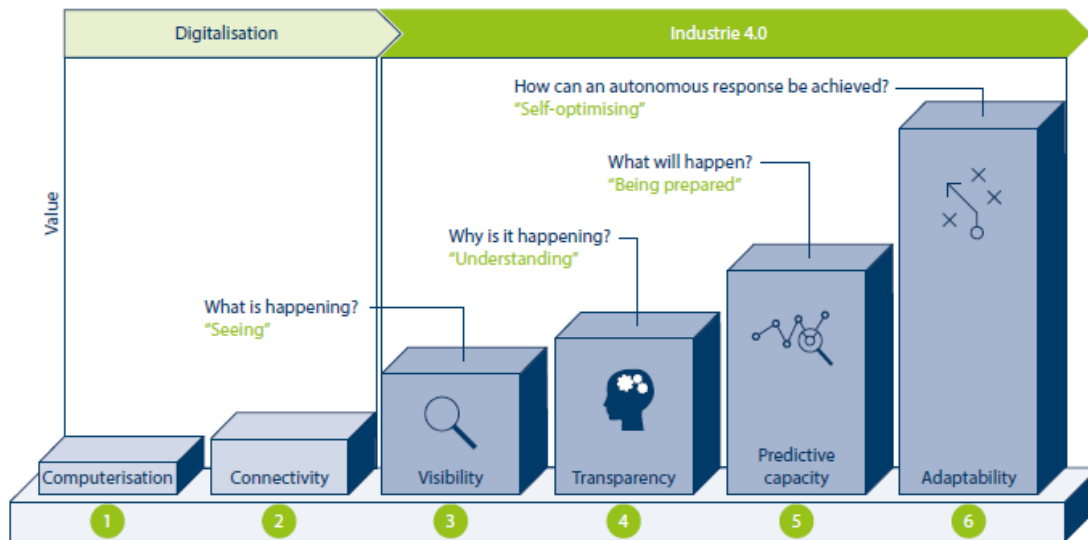 Digitalisation
Industrie 4.0
How can an autonomous response be achieved?
“Self-optimising”
What will happen?
“Being prepared”
Why is it happening?
“Understanding”
What is happening?
“Seeing”
Value
Computerisation
Connectivity
Visibility
Transparency
Predictive
capacity
Adaptability
1
2
3
4
5
6